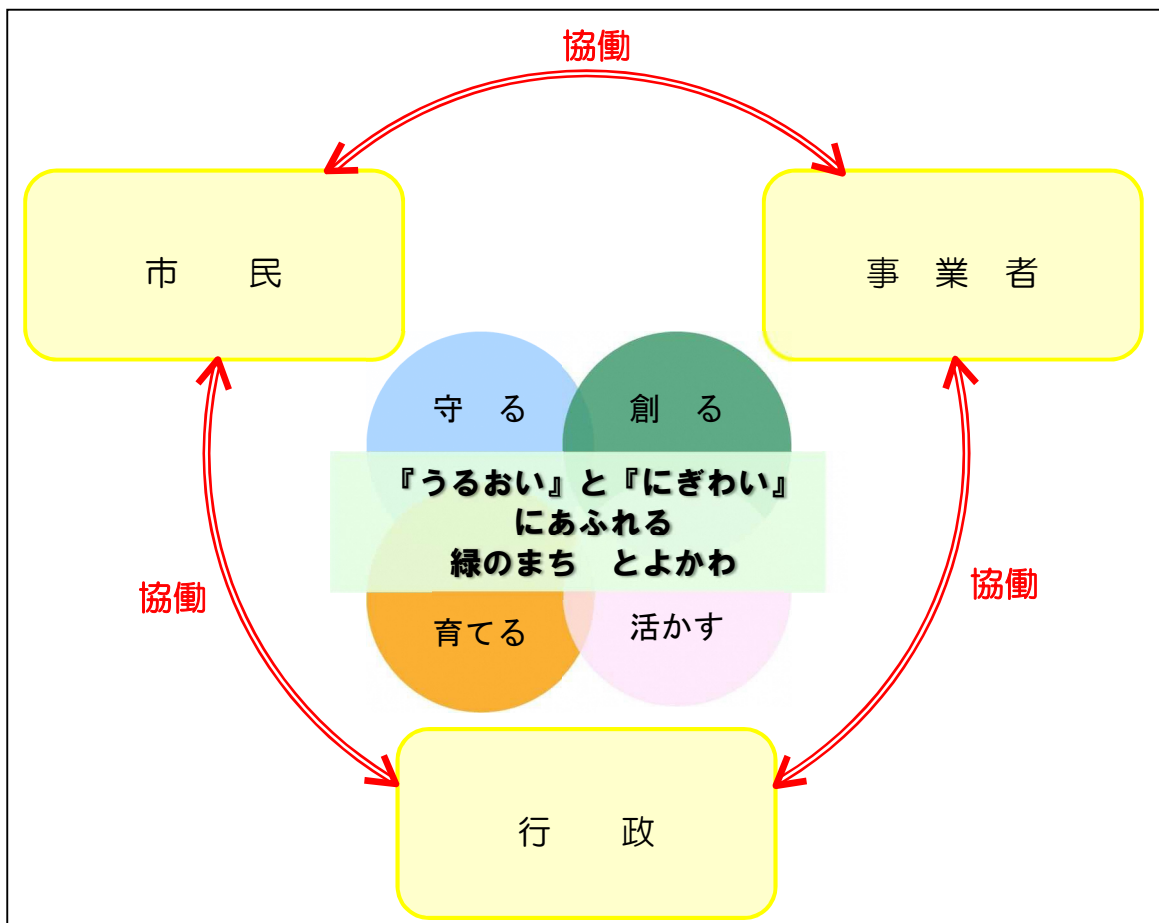 協働
市　　民
事　業　者
守　る
創　る
『うるおい』と『にぎわい』
にあふれる
緑のまち　とよかわ
協働
協働
育てる
活かす
行　　政